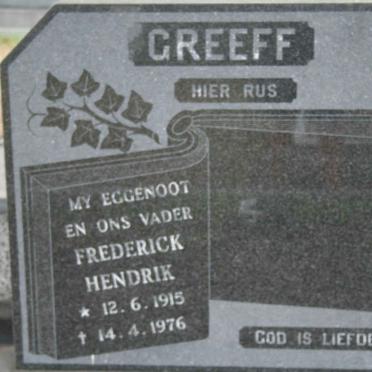 GREEFF
HIER RUS
MY EGGENOOT
EN ONS VADER
FREDERICK
HENDRIK
* 12.6.1915
† 14.4.1976
GOD IS LIEFDE